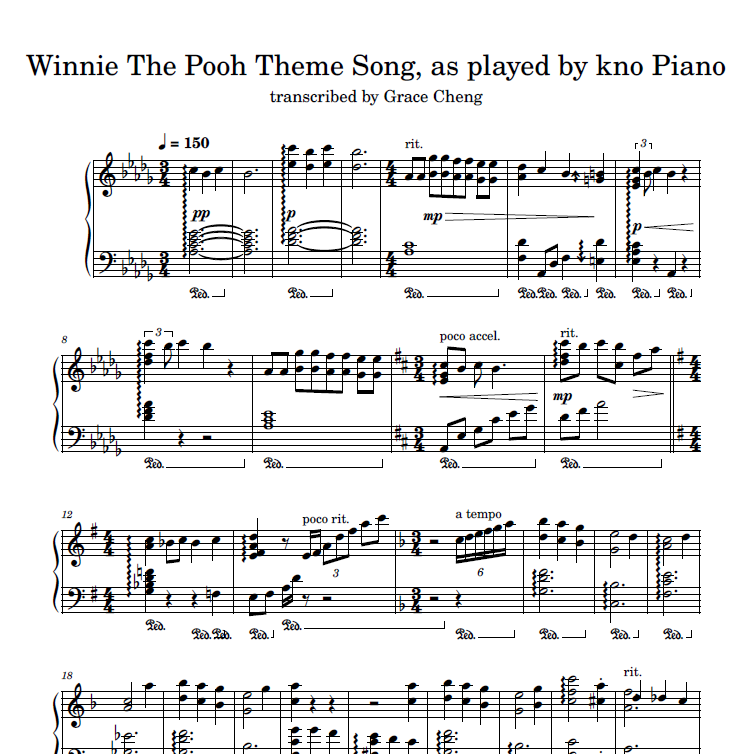 Winnie The Pooh Theme Song, as played by kno Piano
transcribed by Grace Cheng
♩ = 150
rit.
3
pp
p
mp
p
Ped. Ped. Ped. Ped. Ped. Ped. Ped. Ped. Ped.
8
3
poco accel.
rit.
mp
Ped. Ped. Ped. Ped.
12
poco rit.
a tempo
3
6
Ped. Ped. Ped. Ped. Ped. Ped. Ped. Ped. Ped.
18
rit.